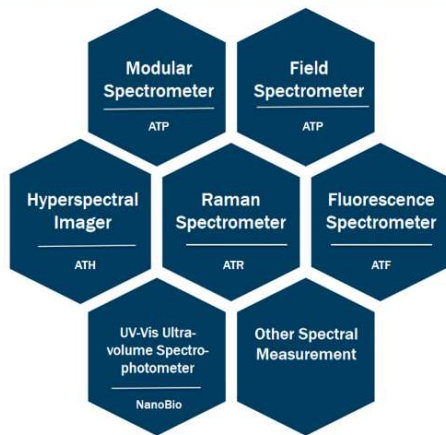 Modular
Spectrometer
ATP
Field
Spectrometer
ATP
Hyperspectral
Imager
ATH
Raman
Spectrometer
ATR
Fluorescence
Spectrometer
ATF
UV-Vis Ultra-
volume Spectro-
photometer
NanoBio
Other Spectral
Measurement